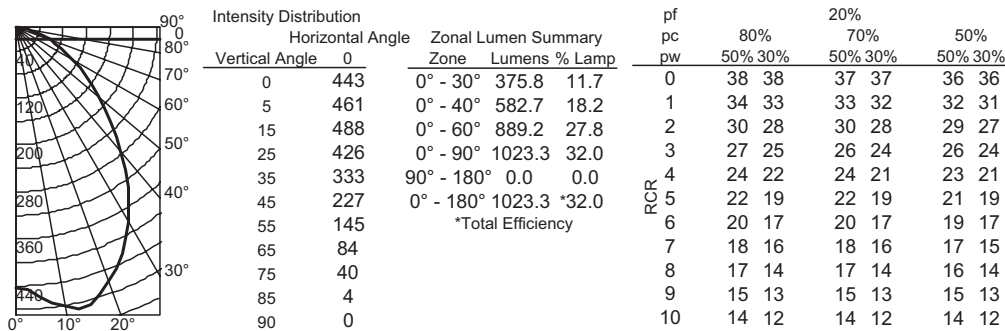 90°
0
80°
40
70°
60°
120
50°
200
40°
280
360
30°
440
0° 10° 20°
Intensity Distribution
Horizontal Angle
Vertical Angle 0
0 443
5 461
15 488
25 426
35 333
45 227
55 145
65 84
75 40
85 4
90 0
Zonal Lumen Summary
Zone Lumens % Lamp
0° - 30° 375.8 11.7
0° - 40° 582.7 18.2
0° - 60° 889.2 27.8
0° - 90° 1023.3 32.0
90° - 180° 0.0 0.0
0° - 180° 1023.3 *32.0
*Total Efficiency
pf 20%
pc 80% 70% 50%
pw 50% 30% 50% 30% 50% 30%
RCR
0 38 38 37 37 36 36
1 34 33 33 32 32 31
2 30 28 30 28 29 27
3 27 25 26 24 26 24
4 24 22 24 21 23 21
5 22 19 22 19 21 19
6 20 17 20 17 19 17
7 18 16 18 16 17 15
8 17 14 17 14 16 14
9 15 13 15 13 15 13
10 14 12 14 12 14 12